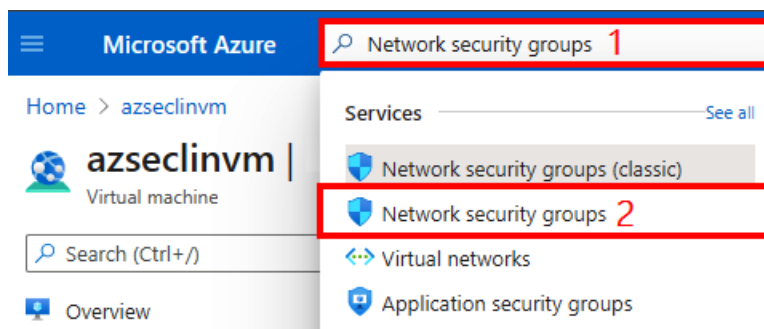 Microsoft Azure
Network security groups 1
Home > azseclinvm
azseclinvm |
Virtual machine
Search (Ctrl+/)
Overview
Services
See all
Network security groups (classic)
Network security groups 2
Virtual networks
Application security groups